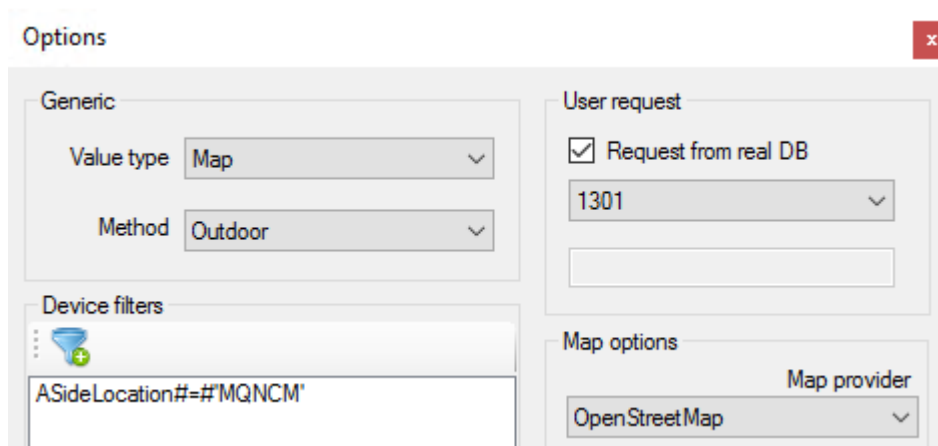 Options
x
Generic
Value type
Map
Method
Outdoor
Device filters
ASideLocation#=#"MQNCM"
User request
Request from real DB
1301
Map options
Map provider
OpenStreetMap